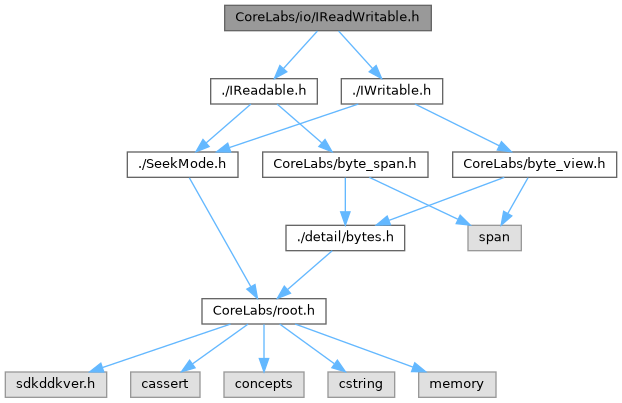 CoreLabs/io/IReadWritable.h
./IReadable.h
./IWritable.h
./SeekMode.h
CoreLabs/byte_span.h
CoreLabs/byte_view.h
./detail/bytes.h
span
CoreLabs/root.h
sdkddkver.h
cassert
concepts
cstring
memory